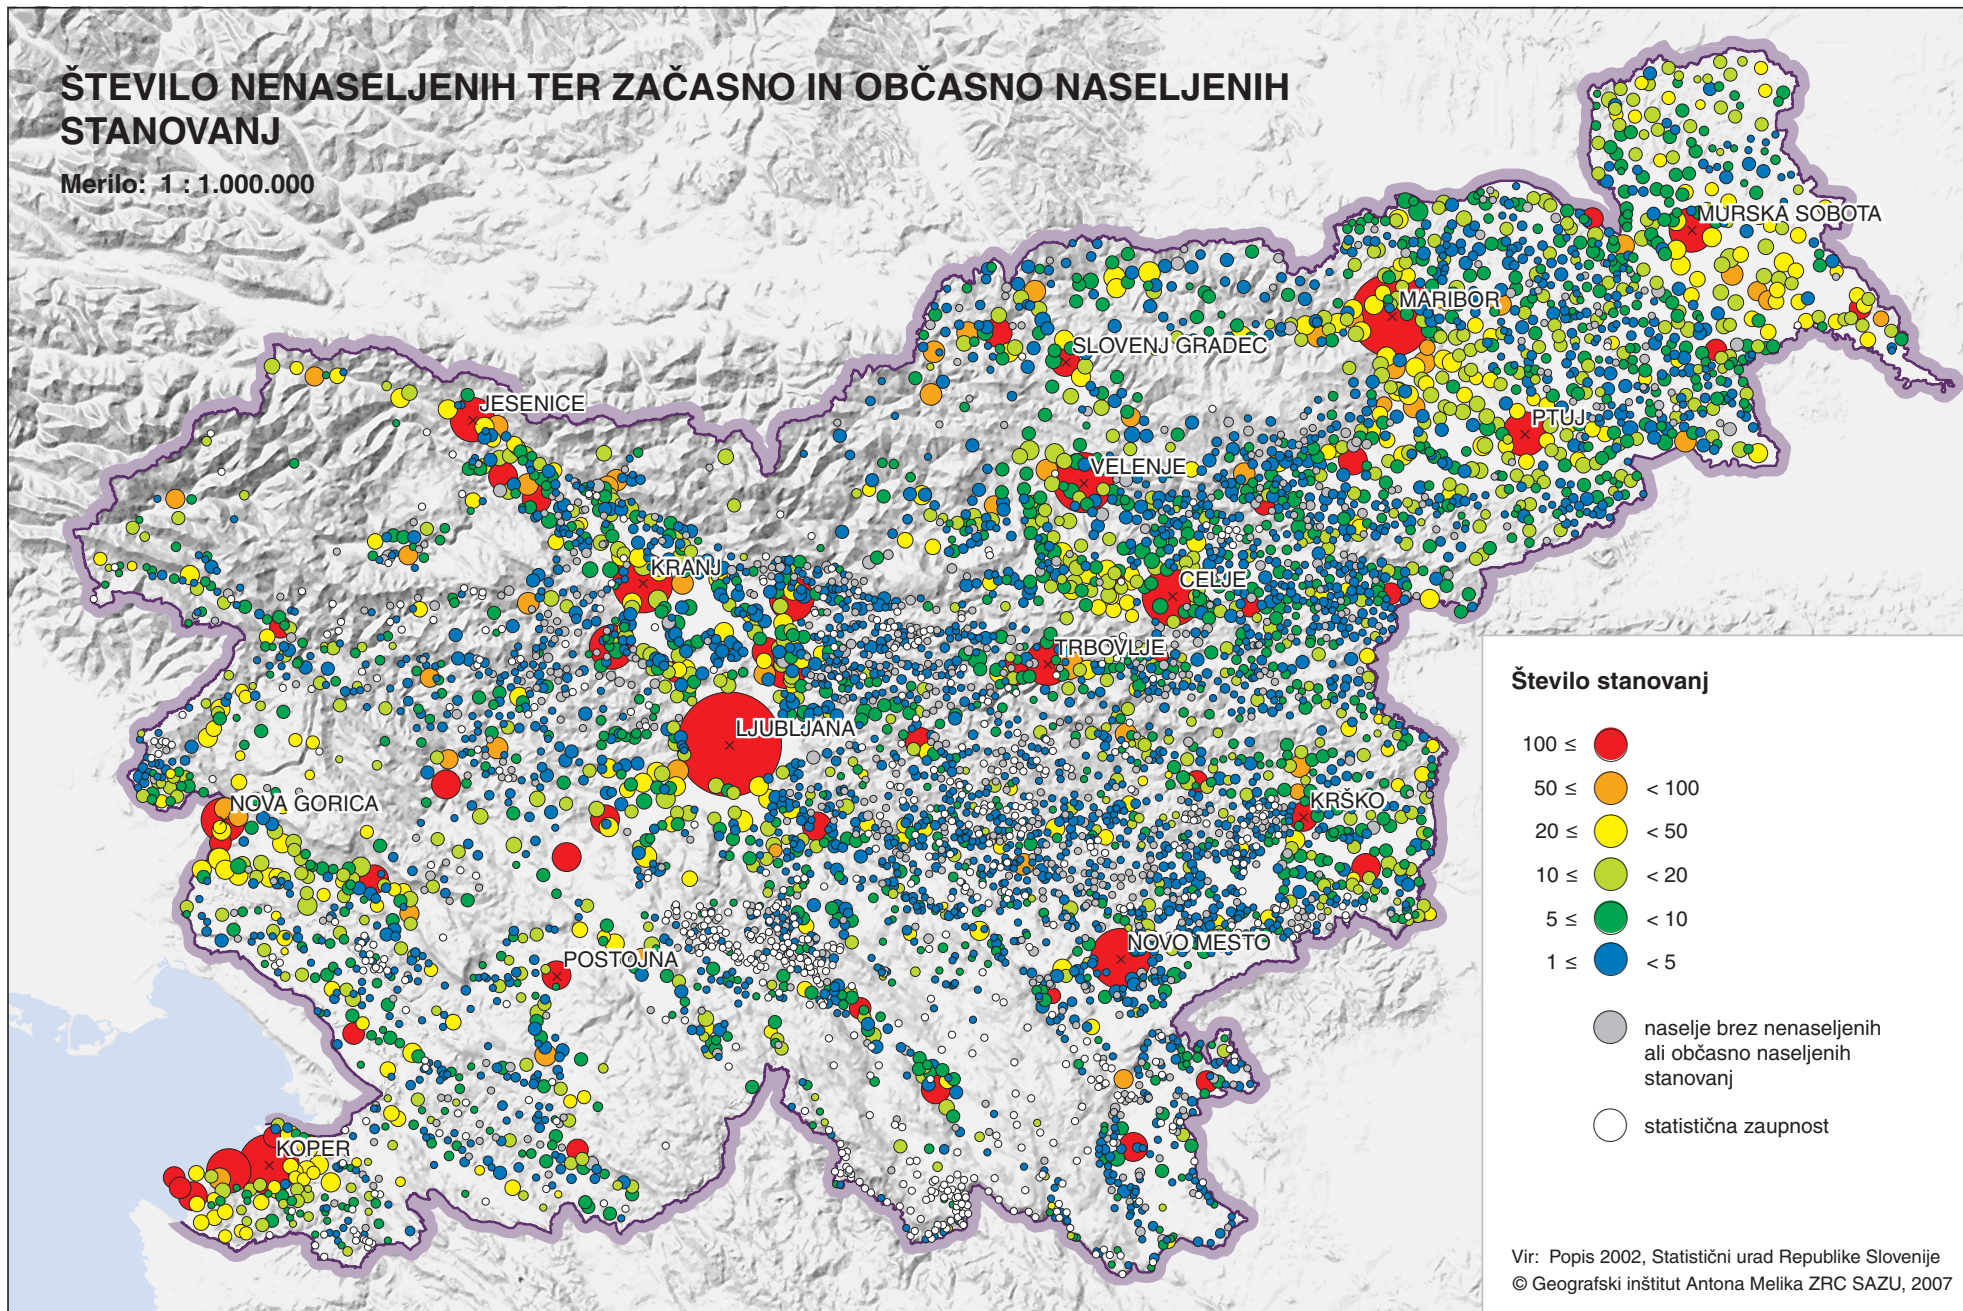 ŠTEVILO NENASELJENIH TER ZAČASNO IN OBČASNO NASELJENIH
STANOVANJ
Merilo: 1 : 1.000.000
MURSKA SOBOTA
MARIBOR
SLOVENJ GRADEC
JESENICE
PTUJ
VELENJE
KRANJ
CELJE
TRBOVLJE
LJUBLJANA
NOVA GORICA
KRŠKO
NOVO MESTO
POSTOJNA
KOPER
Število stanovanj
100 ≤
50 ≤ < 100
20 ≤ < 50
10 ≤ < 20
5 ≤ < 10
1 ≤ < 5
naselje brez nenaseljenih
ali občasno naseljenih
stanovanj
statistična zaupnost
Vir: Popis 2002, Statistični urad Republike Slovenije
© Geografski inštitut Antona Melika ZRC SAZU, 2007